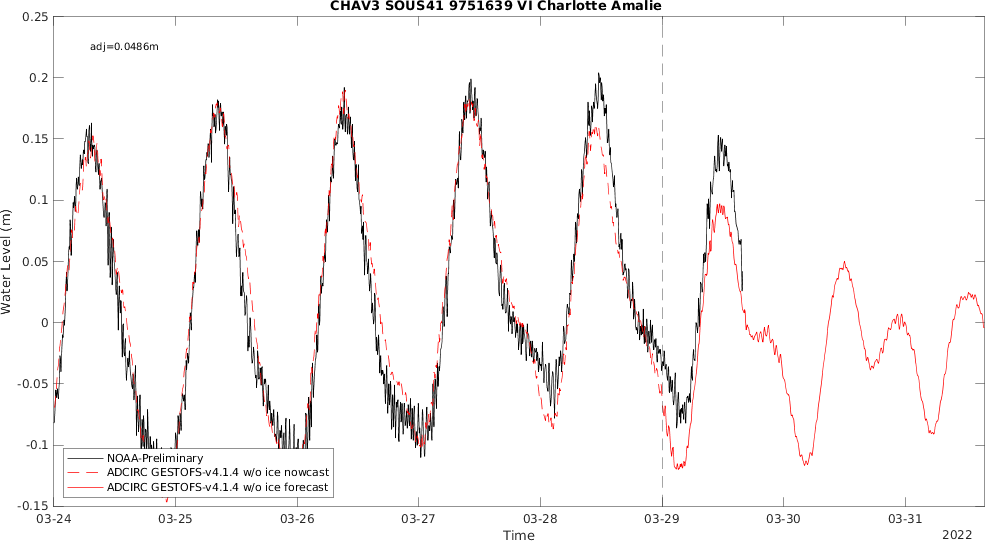 CHAV3 SOUS41 9751639 VI Charlotte Amalie
0.25
adj=0.0486m
0.2
0.15
0.1
0.05
Water Level (m)
0
-0.05
-0.1
NOAA-Preliminary
ADCIRC GESTOFS-v4.1.4 w/o ice nowcast
ADCIRC GESTOFS-v4.1.4 w/o ice forecast
-0.15
03-24 03-25 03-26 03-27 03-28 03-29 03-30 03-31
Time
2022